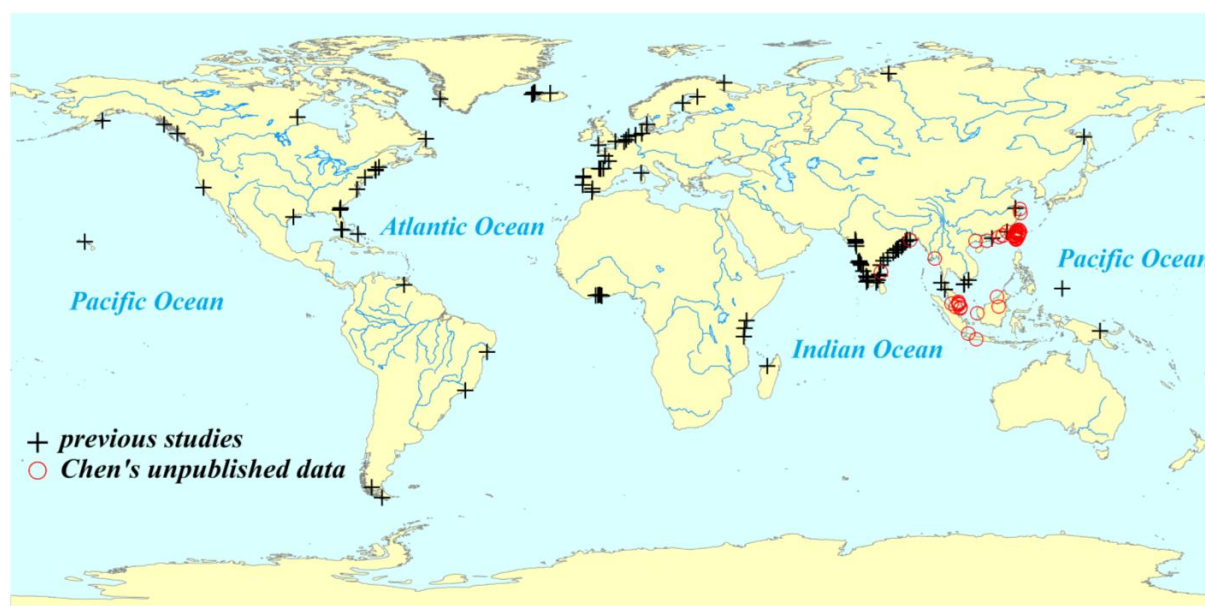 Atlantic Ocean
Pacific Ocean
Pacific Ocean
Indian Ocean
previous studies
Chen's unpublished data